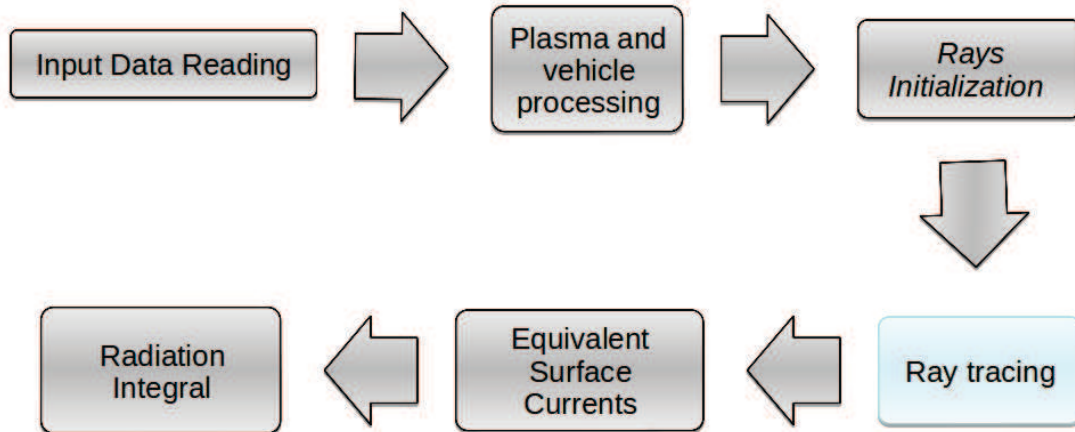 Input Data Reading
Plasma and
vehicle
processing
Rays
Initialization
Ray tracing
Equivalent
Surface
Currents
Radiation
Integral